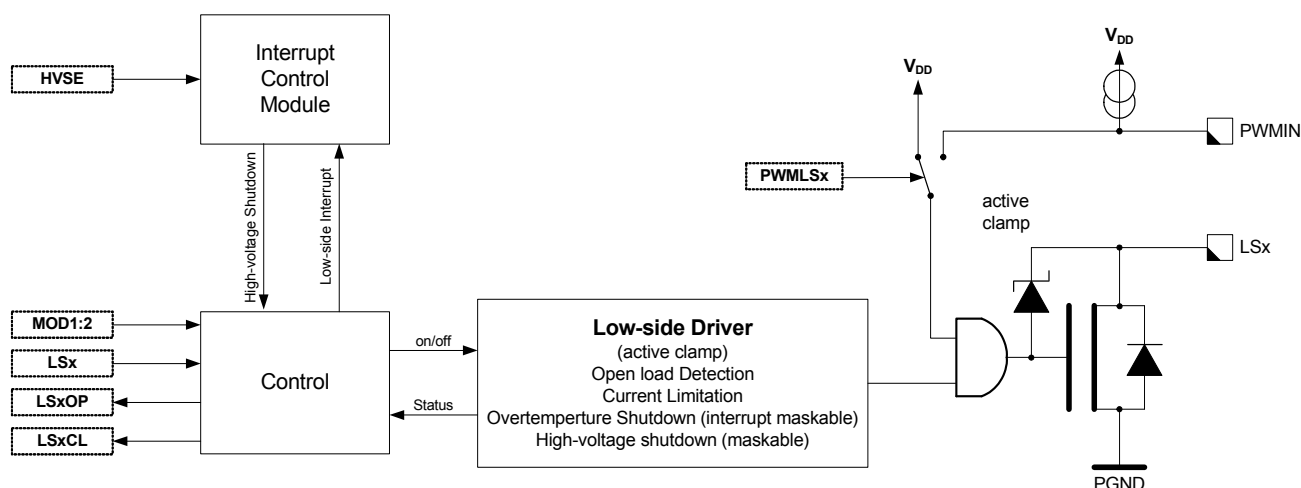 HVSE
Interrupt
Control
Module
High-voltage Shutdown
Low-side Interrupt
VDD
VDD
PWMIN
PWMLSx
active
clamp
LSx
MOD1:2
LSx
LSxOP
LSxCL
Control
on/off
Status
Low-side Driver
(active clamp)
Open load Detection
Current Limitation
Overtemperature Shutdown (interrupt maskable)
High-voltage shutdown (maskable)
PGND